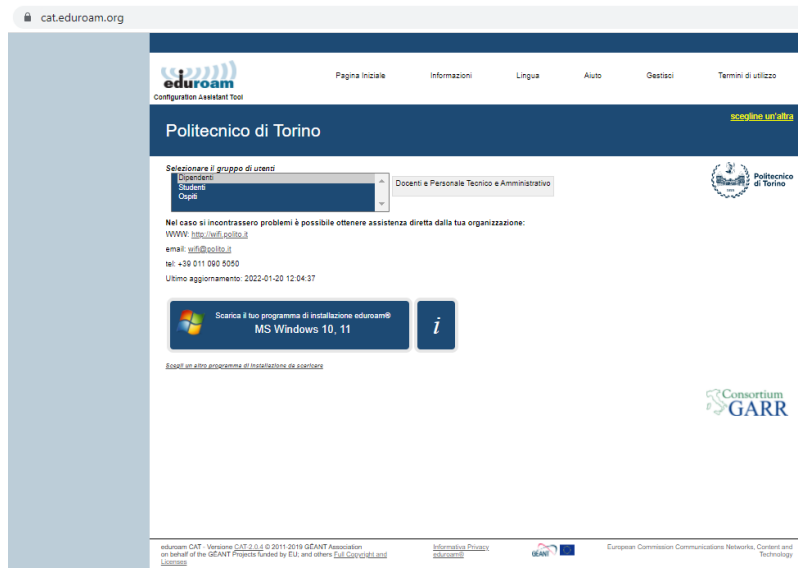 cat.eduroam.org
eduroam
Configuration Assistant Tool
Pagina Iniziale
Informazioni
Lingua
Aiuto
Gestisci
Termini di utilizzo
Politecnico di Torino
scegline un'altra
Selezionare il gruppo di utenti
Dipendenti
Studenti
Ospiti
Docenti e Personale Tecnico e Amministrativo
Politecnico
di Torino
Nel caso si incontrassero problemi è possibile ottenere assistenza diretta dalla tua organizzazione:
WWW: http://wifi.polito.it
email: wifi@polito.it
tel: +39 011 090 5050
Ultimo aggiornamento: 2022-01-20 12:04:37
Scarica il tuo programma di installazione eduroam®
MS Windows 10, 11
i
Scegli un altro programma di installazione da scaricare
Consortium
GARR
eduroam CAT - Versione CAT-2.0.4 © 2011-2019 GÉANT Association
on behalf of the GÉANT Projects funded by EU; and others Full Copyright and
Licenses
Informativa Privacy
eduroam®
GÉANT
European Commission Communications Networks, Content and
Technology